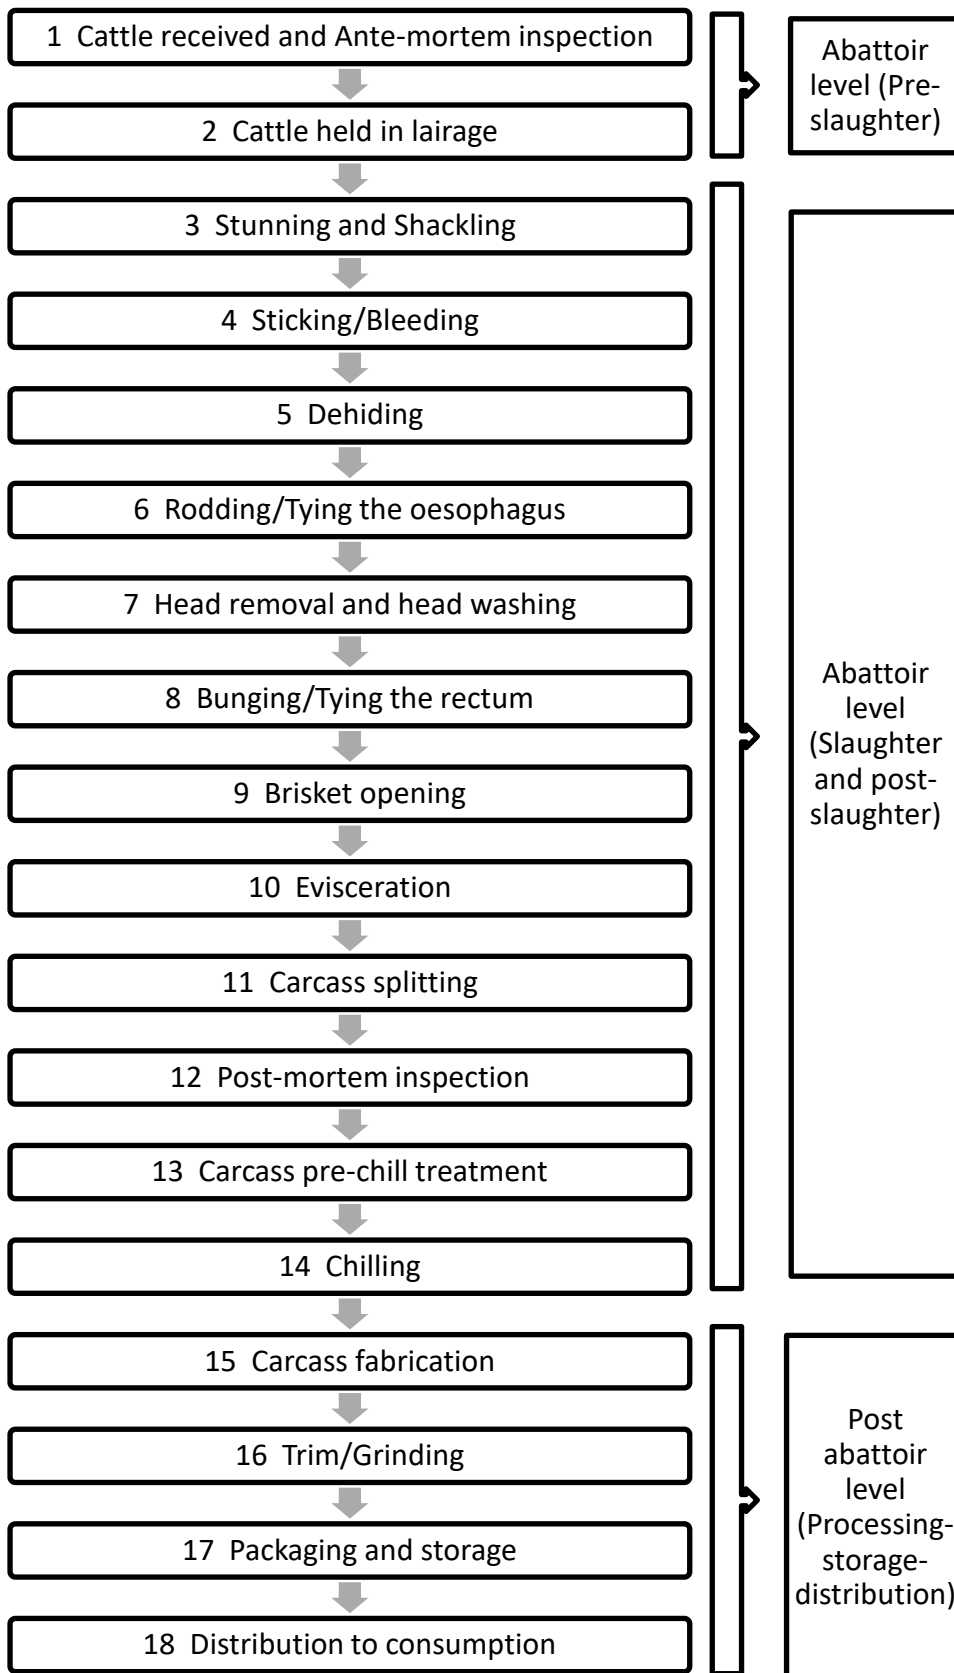 1 Cattle received and Ante-mortem inspection
2 Cattle held in lairage
Abattoir
level (Pre-
slaughter)
3 Stunning and Shackling
4 Sticking/Bleeding
5 Dehiding
6 Rodding/Tying the oesophagus
7 Head removal and head washing
8 Bunging/Tying the rectum
9 Brisket opening
10 Evisceration
11 Carcass splitting
12 Post-mortem inspection
13 Carcass pre-chill treatment
14 Chilling
Abattoir
level
(Slaughter
and post-
slaughter)
15 Carcass fabrication
16 Trim/Grinding
17 Packaging and storage
18 Distribution to consumption
Post
abattoir
level
(Processing-
storage-
distribution)